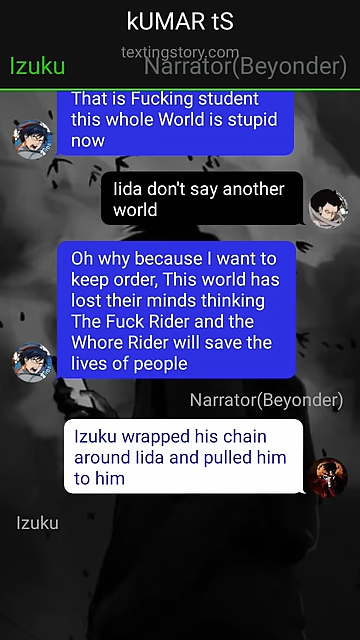 kUMAR tS
textingstory.com
Izuku
Narrator(Beyonder)
That is Fucking student
this whole World is stupid
now
Iida don't say another
world
Oh why because I want to
keep order, This world has
lost their minds thinking
The Fuck Rider and the
Whore Rider will save the
lives of people
Narrator(Beyonder)
Izuku wrapped his chain
around Iida and pulled him
to him
Izuku